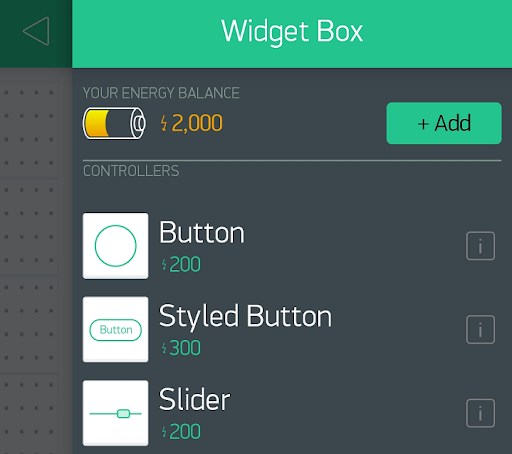 Widget Box
YOUR ENERGY BALANCE
2,000
+ Add
CONTROLLERS
Button
200
i
Button
Styled Button
300
i
Slider
200
i